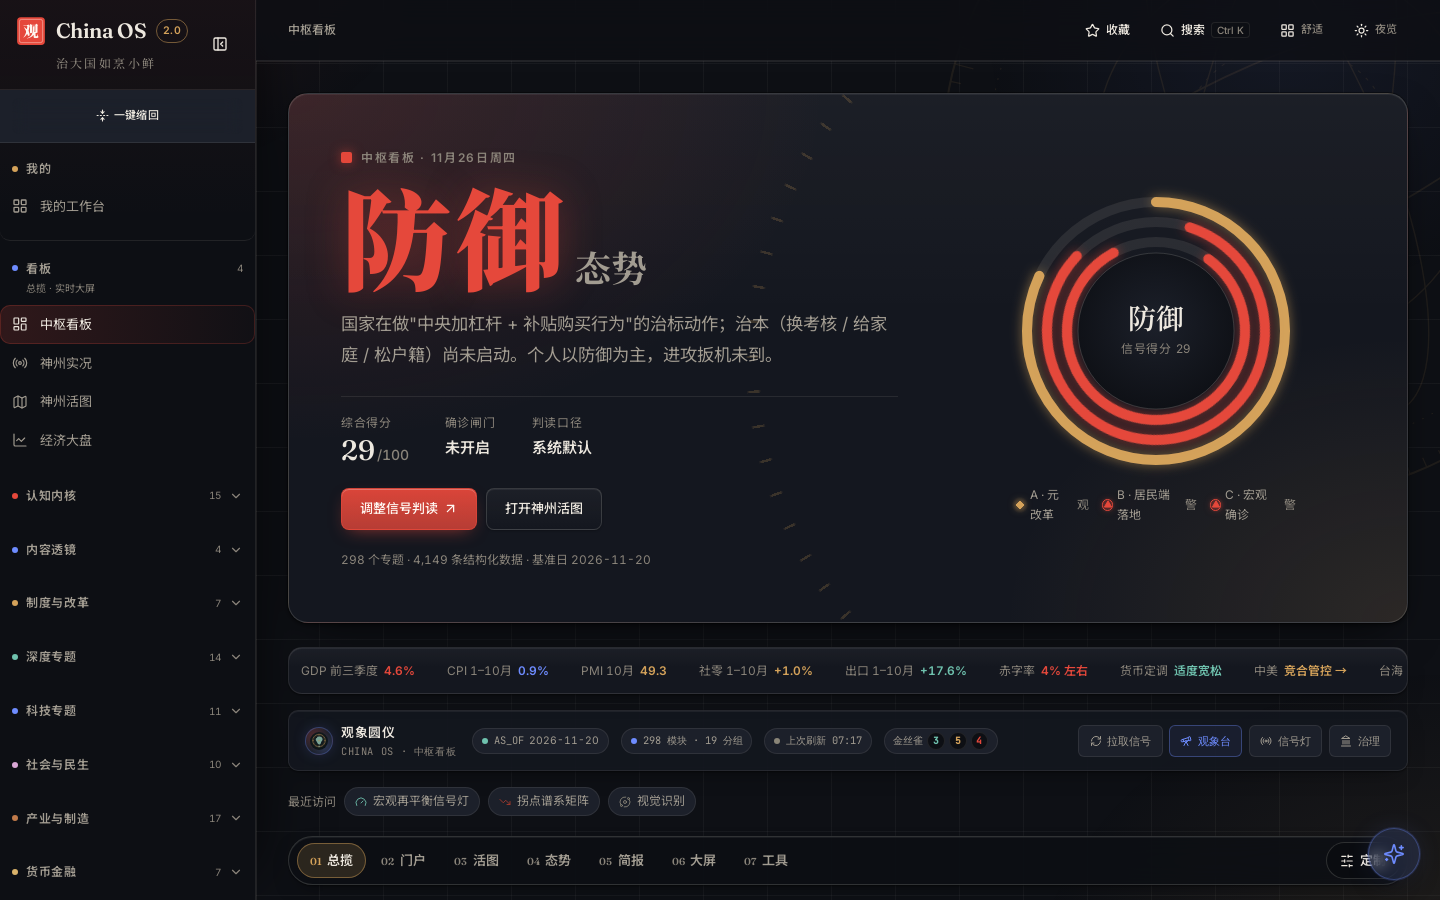 观 China OS 2.0
治大国如烹小鲜
一键缩回
我的
我的工作台
看板 4
总揽 · 实时大屏
中枢看板
神州实况
神州活图
经济大盘
认知内核 15
内容透镜 4
制度与改革 7
深度专题 14
科技专题 11
社会与民生 10
产业与制造 17
货币金融 7
中枢看板
收藏 搜索 Ctrl K 舒适 夜览
中枢看板 · 11月26日周四
防御态势
国家在做"中央加杠杆 + 补贴购买行为"的治标动作；治本（换考核 / 给家
庭 / 松户籍）尚未启动。个人以防御为主，进攻扳机未到。
综合得分 确诊闸门 判读口径
29/100 未开启 系统默认
调整信号判读 打开神州活图
298 个专题 · 4,149 条结构化数据 · 基准日 2026-11-20
防御
信号得分 29
A · 元改革 观 B · 居民端落地 警 C · 宏观确诊 警
GDP 前三季度 4.6% CPI 1–10月 0.9% PMI 10月 49.3 社零 1–10月 +1.0% 出口 1–10月 +17.6% 赤字率 4% 左右 货币定调 适度宽松 中美 竞合管控 → 台海
观象圆仪
CHINA OS · 中枢看板
AS_OF 2026-11-20 298 模块 · 19 分组 上次刷新 07:17 金丝雀 3 5 4
拉取信号 观象台 信号灯 治理
最近访问 宏观再平衡信号灯 拐点谱系矩阵 视觉识别
01 总揽 02 门户 03 活图 04 态势 05 简报 06 大屏 07 工具 定